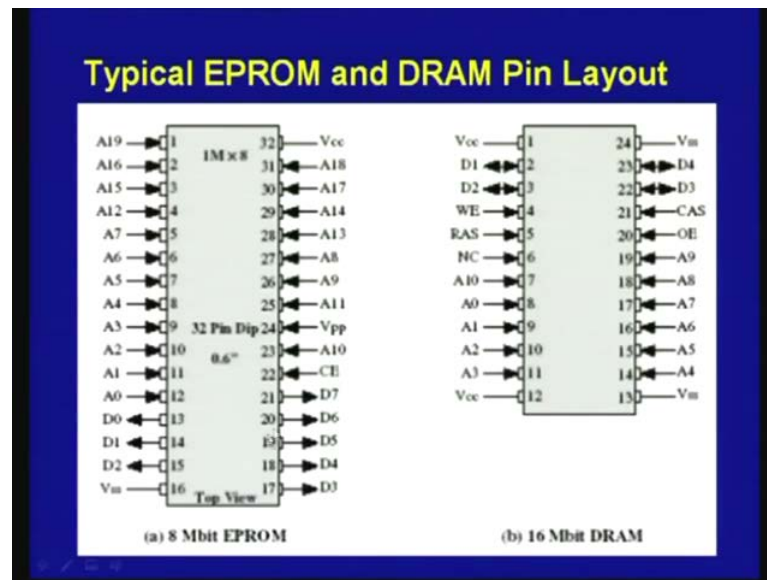 Typical EPROM and DRAM Pin Layout
A19 1 32 Vcc
1M × 8
A16 2 31 A18
A15 3 30 A17
A12 4 29 A14
A7 5 28 A13
A6 6 27 A8
A5 7 26 A9
A4 8 25 A11
A3 9 32 Pin Dip 24 Vpp
A2 10 0.6" 23 A10
A1 11 22 CE
A0 12 21 D7
D0 13 20 D6
D1 14 19 D5
D2 15 18 D4
Vss 16 Top View 17 D3
(a) 8 Mbit EPROM
Vcc 1 24 Vss
D1 2 23 D4
D2 3 22 D3
WE 4 21 CAS
RAS 5 20 OE
NC 6 19 A9
A10 7 18 A8
A0 8 17 A7
A1 9 16 A6
A2 10 15 A5
A3 11 14 A4
Vcc 12 13 Vss
(b) 16 Mbit DRAM